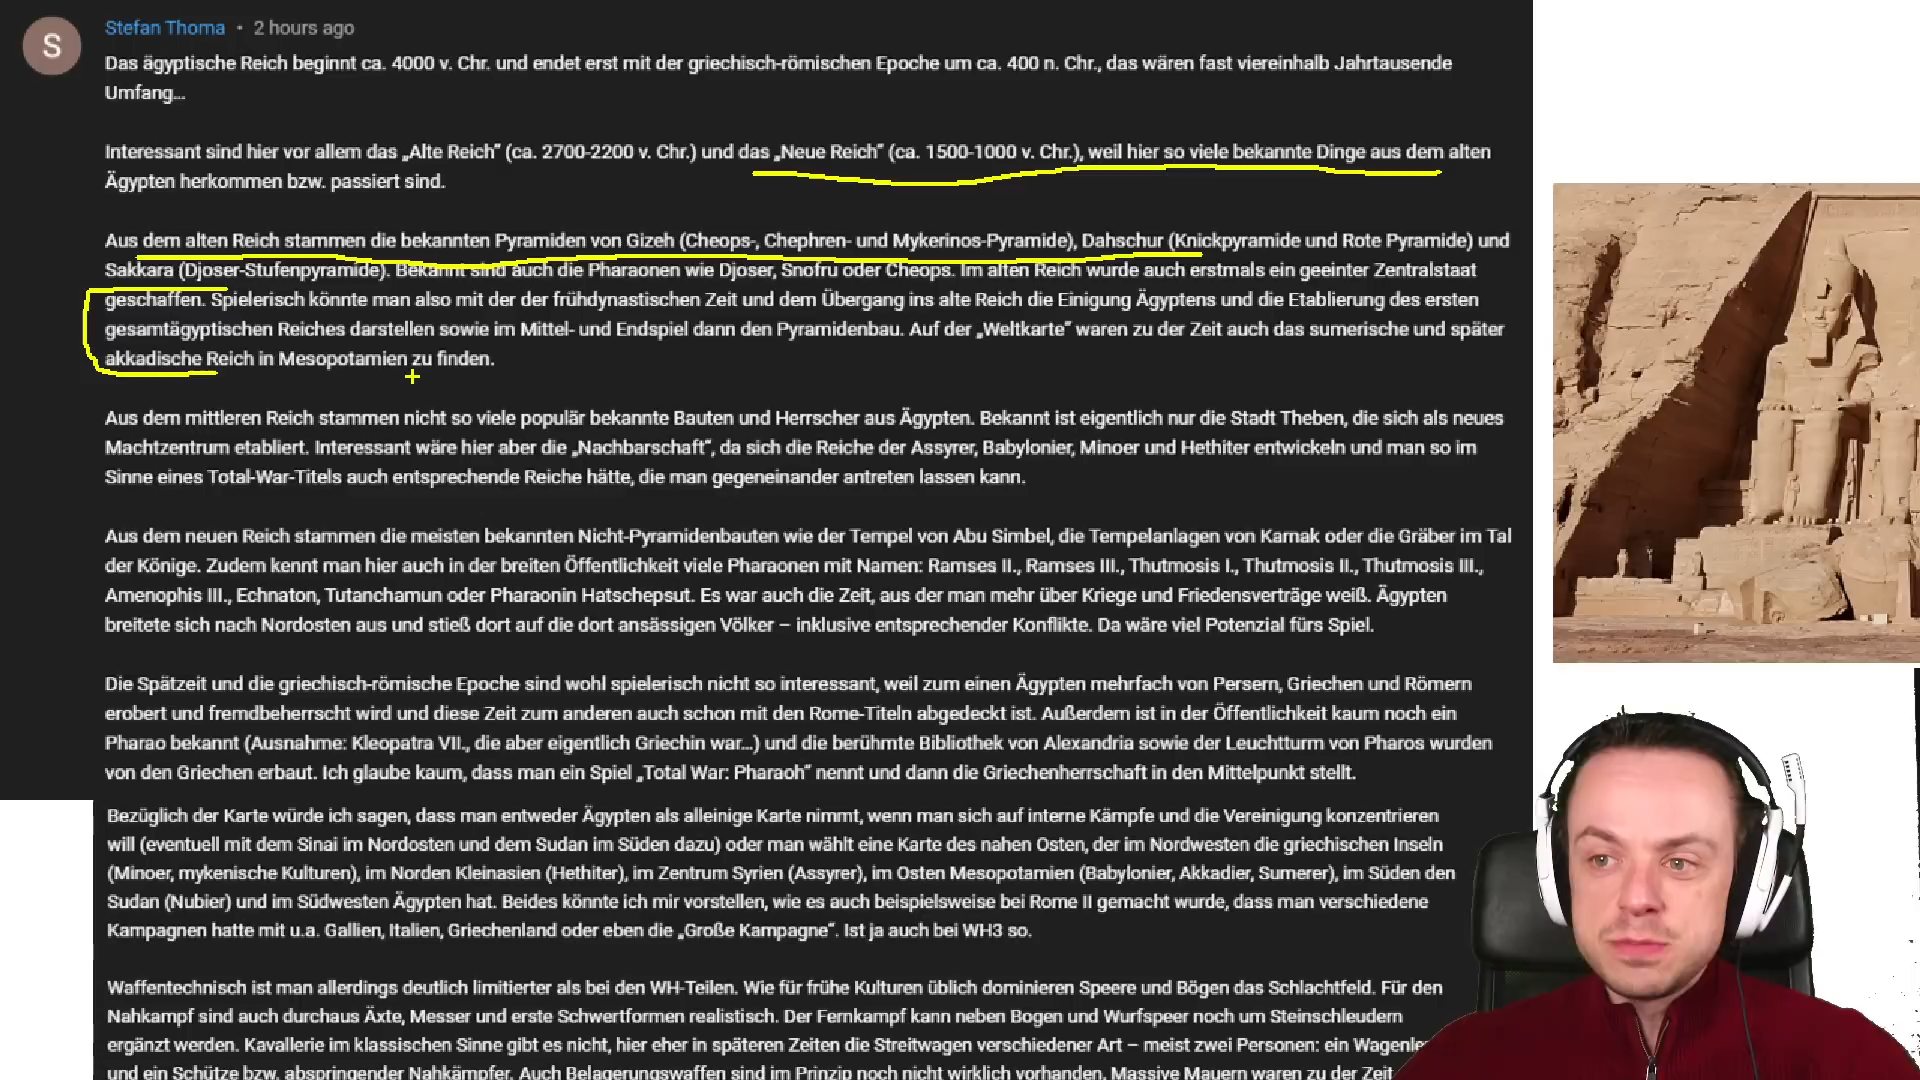 S
Stefan Thoma • 2 hours ago
Das ägyptische Reich beginnt ca. 4000 v. Chr. und endet erst mit der griechisch-römischen Epoche um ca. 400 n. Chr., das wären fast viereinhalb Jahrtausende
Umfang...
Interessant sind hier vor allem das „Alte Reich" (ca. 2700-2200 v. Chr.) und das „Neue Reich" (ca. 1500-1000 v. Chr.), weil hier so viele bekannte Dinge aus dem alten
Ägypten herkommen bzw. passiert sind.
Aus dem alten Reich stammen die bekannten Pyramiden von Gizeh (Cheops-, Chephren- und Mykerinos-Pyramide), Dahschur (Knickpyramide und Rote Pyramide) und
Sakkara (Djoser-Stufenpyramide). Bekannt sind auch die Pharaonen wie Djoser, Snofru oder Cheops. Im alten Reich wurde auch erstmals ein geeinter Zentralstaat
geschaffen. Spielerisch könnte man also mit der der frühdynastischen Zeit und dem Übergang ins alte Reich die Einigung Ägyptens und die Etablierung des ersten
gesamtägyptischen Reiches darstellen sowie im Mittel- und Endspiel dann den Pyramidenbau. Auf der „Weltkarte" waren zu der Zeit auch das sumerische und später
akkadische Reich in Mesopotamien zu finden.
Aus dem mittleren Reich stammen nicht so viele populär bekannte Bauten und Herrscher aus Ägypten. Bekannt ist eigentlich nur die Stadt Theben, die sich als neues
Machtzentrum etabliert. Interessant wäre hier aber die „Nachbarschaft", da sich die Reiche der Assyrer, Babylonier, Minoer und Hethiter entwickeln und man so im
Sinne eines Total-War-Titels auch entsprechende Reiche hätte, die man gegeneinander antreten lassen kann.
Aus dem neuen Reich stammen die meisten bekannten Nicht-Pyramidenbauten wie der Tempel von Abu Simbel, die Tempelanlagen von Karnak oder die Gräber im Tal
der Könige. Zudem kennt man hier auch in der breiten Öffentlichkeit viele Pharaonen mit Namen: Ramses II., Ramses III., Thutmosis I., Thutmosis II., Thutmosis III.,
Amenophis III., Echnaton, Tutanchamun oder Pharaonin Hatschepsut. Es war auch die Zeit, aus der man mehr über Kriege und Friedensverträge weiß. Ägypten
breitete sich nach Nordosten aus und stieß dort auf die dort ansässigen Völker – inklusive entsprechender Konflikte. Da wäre viel Potenzial fürs Spiel.
Die Spätzeit und die griechisch-römische Epoche sind wohl spielerisch nicht so interessant, weil zum einen Ägypten mehrfach von Persern, Griechen und Römern
erobert und fremdbeherrscht wird und diese Zeit zum anderen auch schon mit den Rome-Titeln abgedeckt ist. Außerdem ist in der Öffentlichkeit kaum noch ein
Pharao bekannt (Ausnahme: Kleopatra VII., die aber eigentlich Griechin war...) und die berühmte Bibliothek von Alexandria sowie der Leuchtturm von Pharos wurden
von den Griechen erbaut. Ich glaube kaum, dass man ein Spiel „Total War: Pharaoh" nennt und dann die Griechenherrschaft in den Mittelpunkt stellt.
Bezüglich der Karte würde ich sagen, dass man entweder Ägypten als alleinige Karte nimmt, wenn man sich auf interne Kämpfe und die Vereinigung konzentrieren
will (eventuell mit dem Sinai im Nordosten und dem Sudan im Süden dazu) oder man wählt eine Karte des nahen Osten, der im Nordwesten die griechischen Inseln
(Minoer, mykenische Kulturen), im Norden Kleinasien (Hethiter), im Zentrum Syrien (Assyrer), im Osten Mesopotamien (Babylonier, Akkadier, Sumerer), im Süden den
Sudan (Nubier) und im Südwesten Ägypten hat. Beides könnte ich mir vorstellen, wie es auch beispielsweise bei Rome II gemacht wurde, dass man verschiedene
Kampagnen hatte mit u.a. Gallien, Italien, Griechenland oder eben die „Große Kampagne". Ist ja auch bei WH3 so.
Waffentechnisch ist man allerdings deutlich limitierter als bei den WH-Teilen. Wie für frühe Kulturen üblich dominieren Speere und Bögen das Schlachtfeld. Für den
Nahkampf sind auch durchaus Äxte, Messer und erste Schwertformen realistisch. Der Fernkampf kann neben Bogen und Wurfspeer noch um Steinschleudern
ergänzt werden. Kavallerie im klassischen Sinne gibt es nicht, hier eher in späteren Zeiten die Streitwagen verschiedener Art – meist zwei Personen: ein Wagenle
und ein Schütze bzw. abspringender Nahkämpfer. Auch Belagerungswaffen sind im Prinzip noch nicht wirklich vorhanden. Massive Mauern waren zu der Zeit